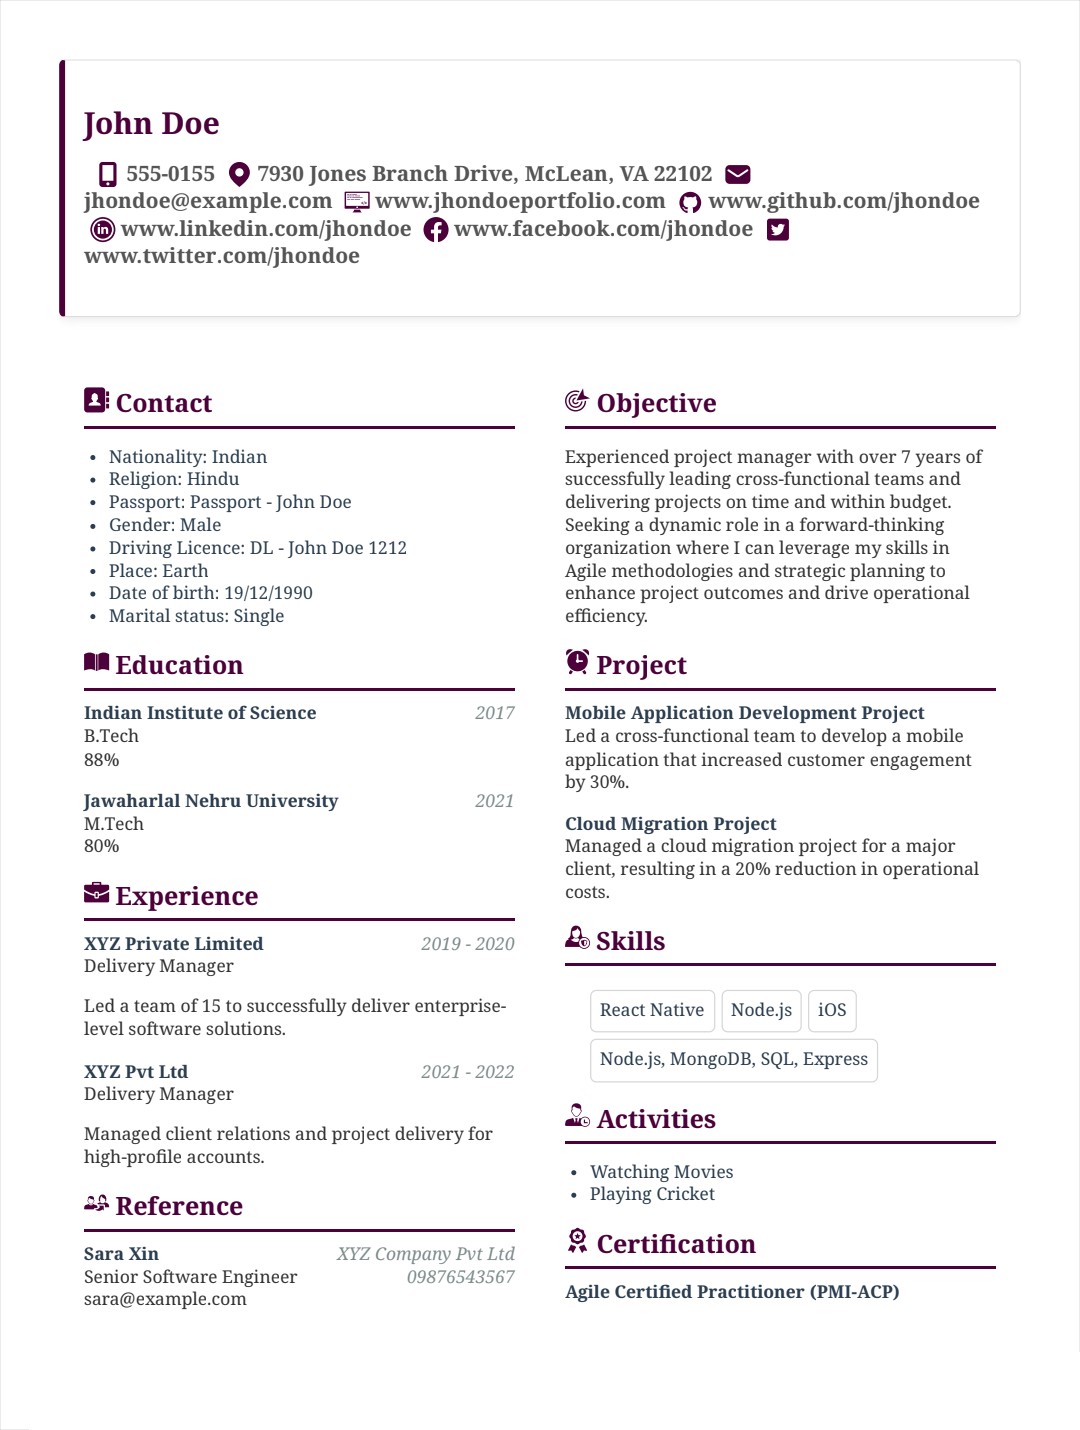 John Doe
555-0155 7930 Jones Branch Drive, McLean, VA 22102
jhondoe@example.com www.jhondoeportfolio.com www.github.com/jhondoe
www.linkedin.com/jhondoe www.facebook.com/jhondoe
www.twitter.com/jhondoe
Contact
• Nationality: Indian
• Religion: Hindu
• Passport: Passport - John Doe
• Gender: Male
• Driving Licence: DL - John Doe 1212
• Place: Earth
• Date of birth: 19/12/1990
• Marital status: Single
Education
Indian Institute of Science 2017
B.Tech
88%
Jawaharlal Nehru University 2021
M.Tech
80%
Experience
XYZ Private Limited 2019 - 2020
Delivery Manager
Led a team of 15 to successfully deliver enterprise-
level software solutions.
XYZ Pvt Ltd 2021 - 2022
Delivery Manager
Managed client relations and project delivery for
high-profile accounts.
Reference
Sara Xin XYZ Company Pvt Ltd
Senior Software Engineer 09876543567
sara@example.com
Objective
Experienced project manager with over 7 years of
successfully leading cross-functional teams and
delivering projects on time and within budget.
Seeking a dynamic role in a forward-thinking
organization where I can leverage my skills in
Agile methodologies and strategic planning to
enhance project outcomes and drive operational
efficiency.
Project
Mobile Application Development Project
Led a cross-functional team to develop a mobile
application that increased customer engagement
by 30%.
Cloud Migration Project
Managed a cloud migration project for a major
client, resulting in a 20% reduction in operational
costs.
Skills
React Native Node.js iOS
Node.js, MongoDB, SQL, Express
Activities
• Watching Movies
• Playing Cricket
Certification
Agile Certified Practitioner (PMI-ACP)